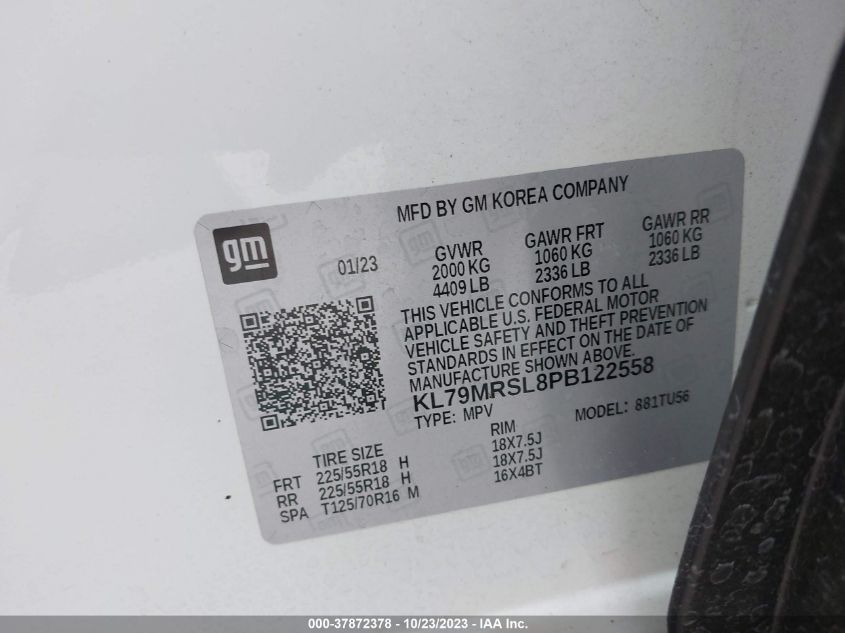 MFD BY GM KOREA COMPANY
gm
01/23
GVWR
2000 KG
4409 LB
GAWR FRT
1060 KG
2336 LB
GAWR RR
1060 KG
2336 LB
THIS VEHICLE CONFORMS TO ALL
APPLICABLE U.S. FEDERAL MOTOR
VEHICLE SAFETY AND THEFT PREVENTION
STANDARDS IN EFFECT ON THE DATE OF
MANUFACTURE SHOWN ABOVE.
KL79MRSL8PB122558
TYPE: MPV MODEL: 881TU56
TIRE SIZE RIM
FRT 225/55R18 H 18X7.5J
RR 225/55R18 H 18X7.5J
SPA T125/70R16 M 16X4BT
000-37872378 - 10/23/2023 - IAA Inc.